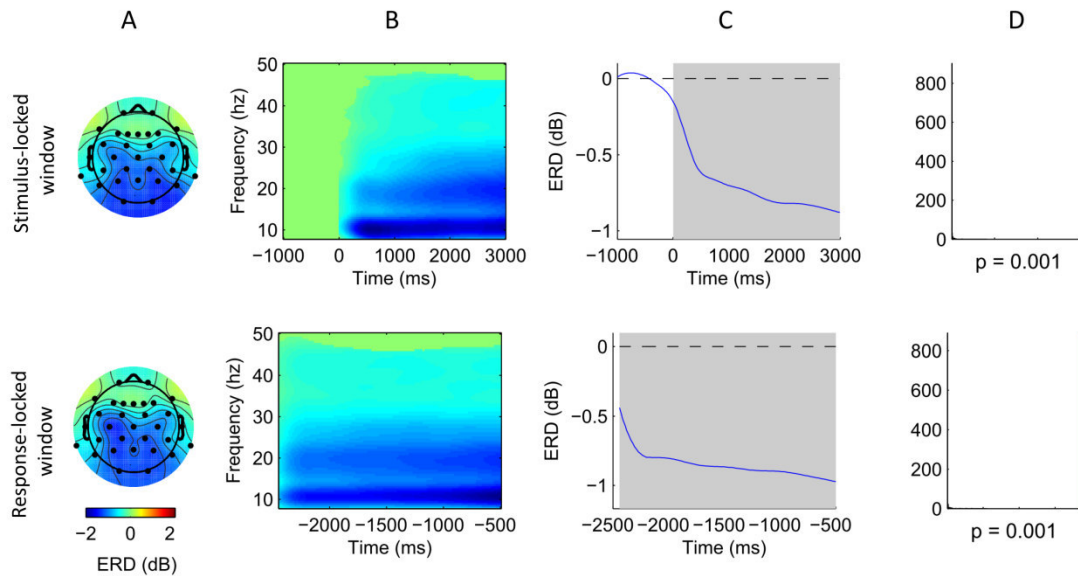 A B C D
Stimulus-locked
window
50
40
30
20
10
Frequency (hz)
−1000 0 1000 2000 3000
Time (ms)
0
−0.5
−1
ERD (dB)
−1000 0 1000 2000 3000
Time (ms)
800
600
400
200
0
p = 0.001
Response-locked
window
−2 0 2
ERD (dB)
50
40
30
20
10
Frequency (hz)
−2000 −1500 −1000 −500
Time (ms)
0
−0.5
−1
ERD (dB)
−2500 −2000 −1500 −1000 −500
Time (ms)
800
600
400
200
0
p = 0.001